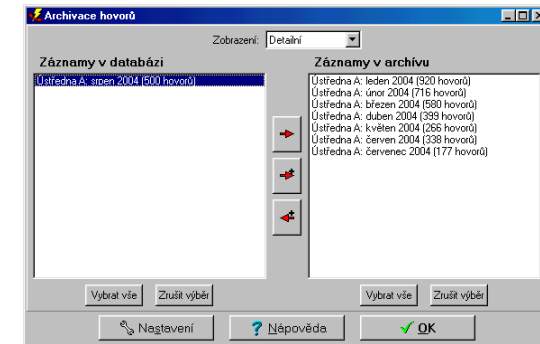 Archivace hovorů
Zobrazení: Detailní
Záznamy v databázi
Ústředna A: srpen 2004 (500 hovorů)
Záznamy v archívu
Ústředna A: leden 2004 (920 hovorů)
Ústředna A: únor 2004 (716 hovorů)
Ústředna A: březen 2004 (580 hovorů)
Ústředna A: duben 2004 (399 hovorů)
Ústředna A: květen 2004 (266 hovorů)
Ústředna A: červen 2004 (338 hovorů)
Ústředna A: červenec 2004 (177 hovorů)
Vybrat vše Zrušit výběr
Vybrat vše Zrušit výběr
Nastavení ? Nápověda OK